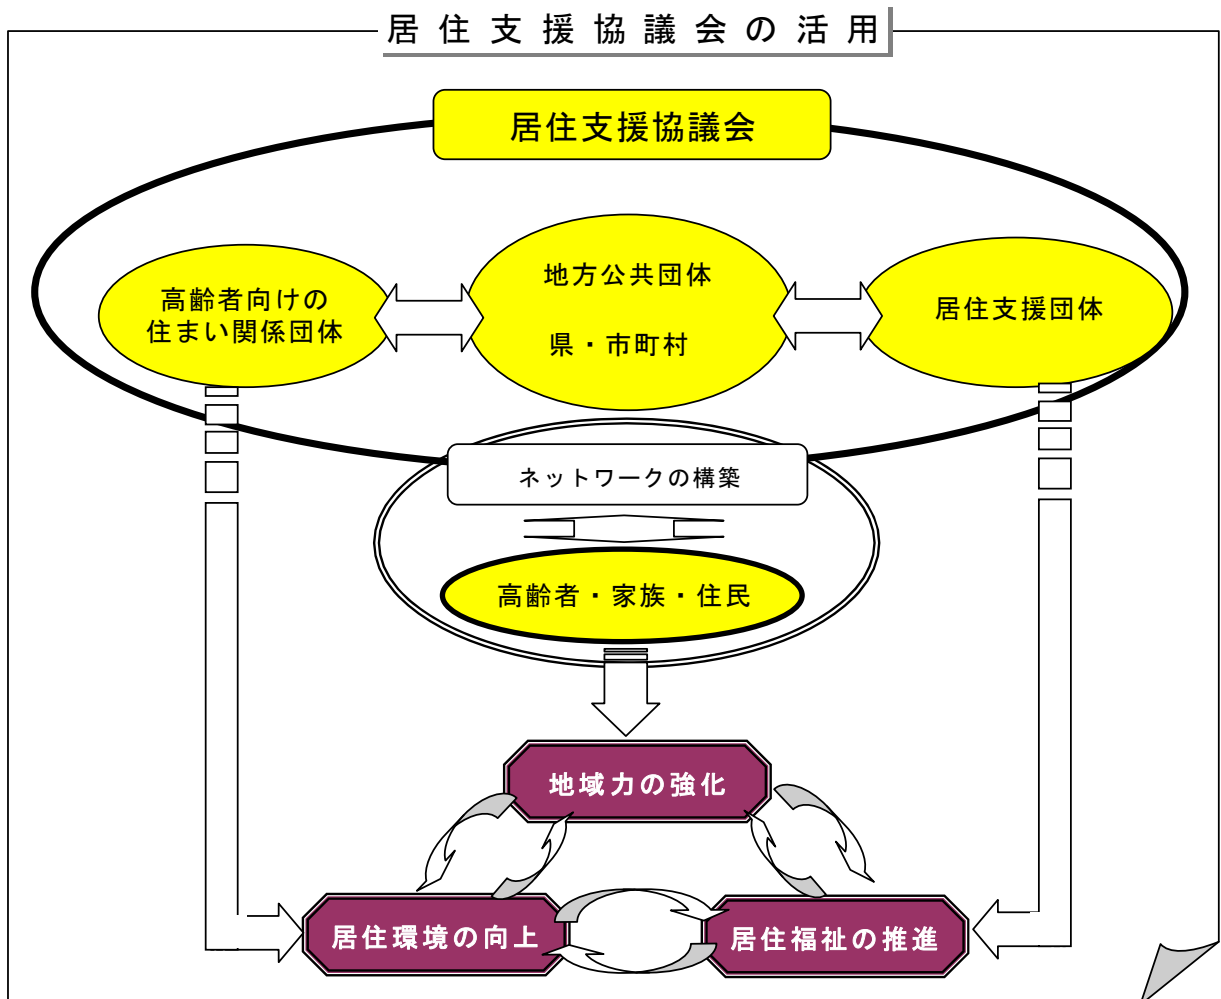 居住支援協議会の活用
居住支援協議会
高齢者向けの
住まい関係団体
地方公共団体
県・市町村
居住支援団体
ネットワークの構築
高齢者・家族・住民
地域力の強化
居住環境の向上
居住福祉の推進